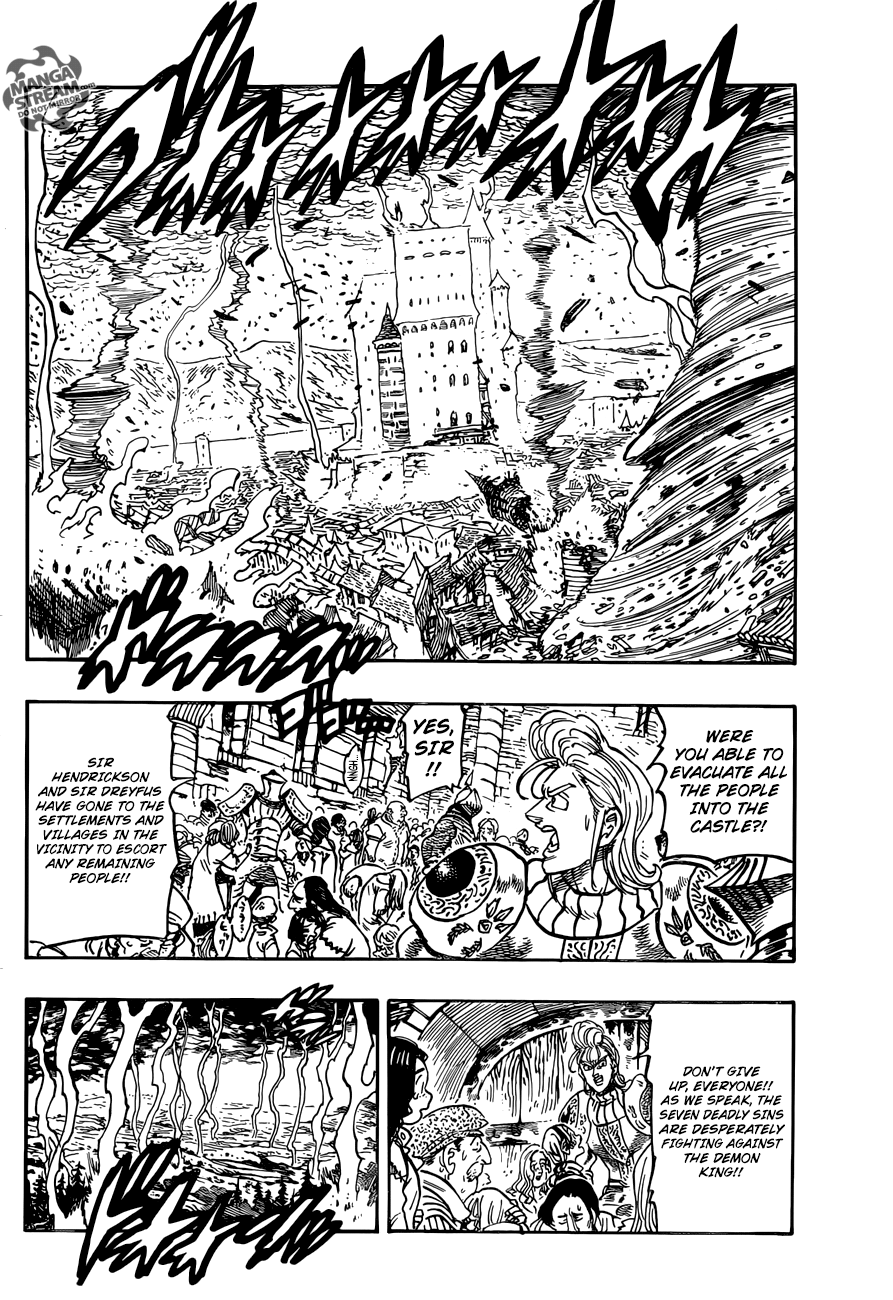 MANGA
STREAM.com
DO NOT MIRROR
WERE
YOU ABLE TO
EVACUATE ALL
THE PEOPLE
INTO THE
CASTLE?!
YES,
SIR
!!
NNGH...
SIR
HENDRICKSON
AND SIR DREYFUS
HAVE GONE TO THE
SETTLEMENTS AND
VILLAGES IN THE
VICINITY TO ESCORT
ANY REMAINING
PEOPLE!!
DON'T GIVE
UP, EVERYONE!!
AS WE SPEAK, THE
SEVEN DEADLY SINS
ARE DESPERATELY
FIGHTING AGAINST
THE DEMON
KING!!